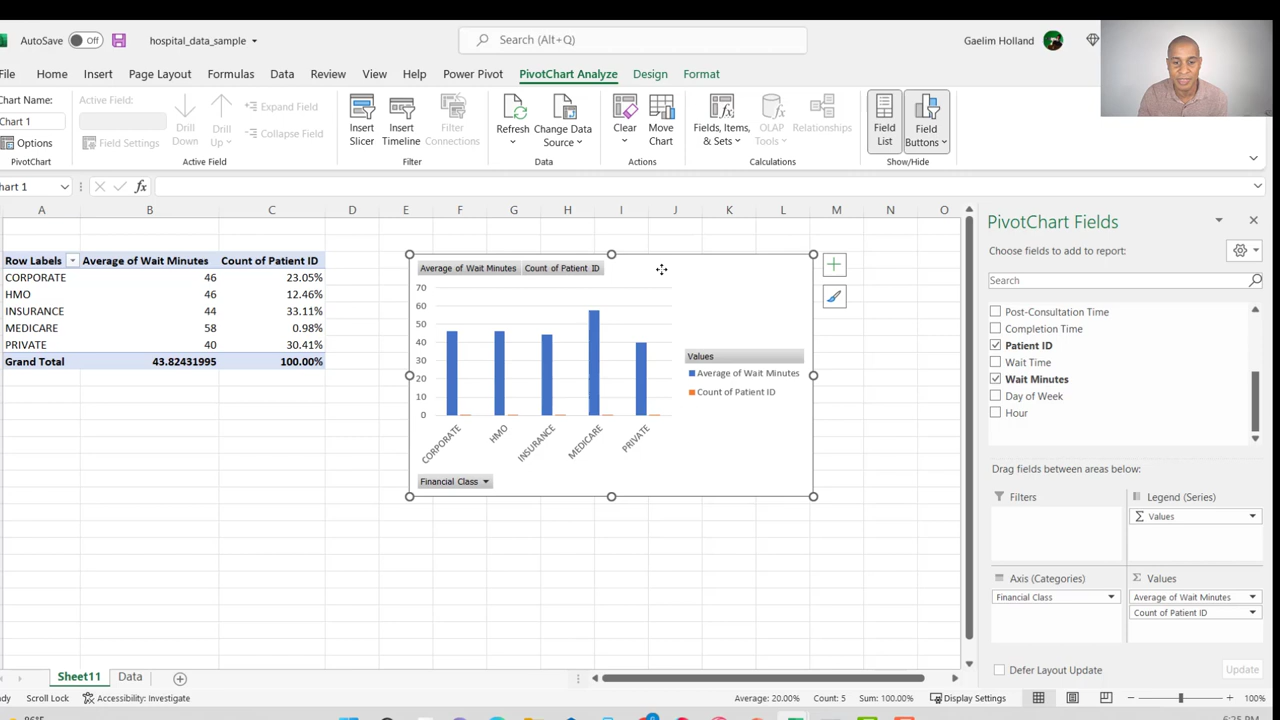 AutoSave Off hospital_data_sample Search (Alt+Q) Gaelim Holland
File Home Insert Page Layout Formulas Data Review View Help Power Pivot PivotChart Analyze Design Format
Chart Name: Active Field:
Chart 1
Options Field Settings
Drill Down Drill Up
Expand Field
Collapse Field
Insert Slicer Insert Timeline Filter Connections
Refresh Change Data Source
Clear Move Chart
Fields, Items, & Sets OLAP Tools Relationships
Field List Field Buttons
PivotChart Active Field Filter Data Actions Calculations Show/Hide
hart 1 fx
A B C D E F G H I J K L M N O
Row Labels Average of Wait Minutes Count of Patient ID
CORPORATE 46 23.05%
HMO 46 12.46%
INSURANCE 44 33.11%
MEDICARE 58 0.98%
PRIVATE 40 30.41%
Grand Total 43.82431995 100.00%
Average of Wait Minutes Count of Patient ID
70
60
50
40
30
20
10
0
CORPORATE HMO INSURANCE MEDICARE PRIVATE
Values
Average of Wait Minutes
Count of Patient ID
Financial Class
PivotChart Fields
Choose fields to add to report:
Search
Post-Consultation Time
Completion Time
Patient ID
Wait Time
Wait Minutes
Day of Week
Hour
Drag fields between areas below:
Filters Legend (Series)
Σ Values
Axis (Categories) Σ Values
Financial Class Average of Wait Minutes
Count of Patient ID
Defer Layout Update Update
Sheet11 Data
dy Scroll Lock Accessibility: Investigate Average: 20.00% Count: 5 Sum: 100.00% Display Settings 100%